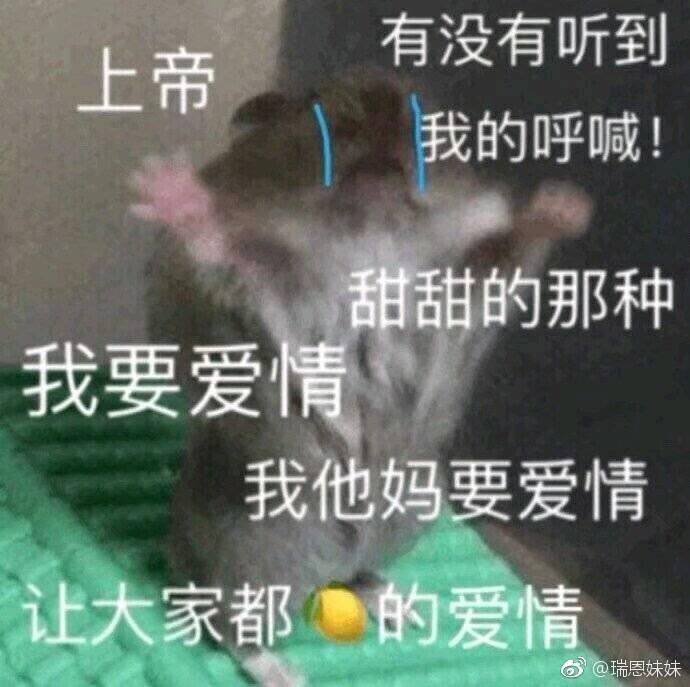 上帝
有没有听到
我的呼喊！
甜甜的那种
我要爱情
我他妈要爱情
让大家都🍋的爱情
@瑞恩妹妹